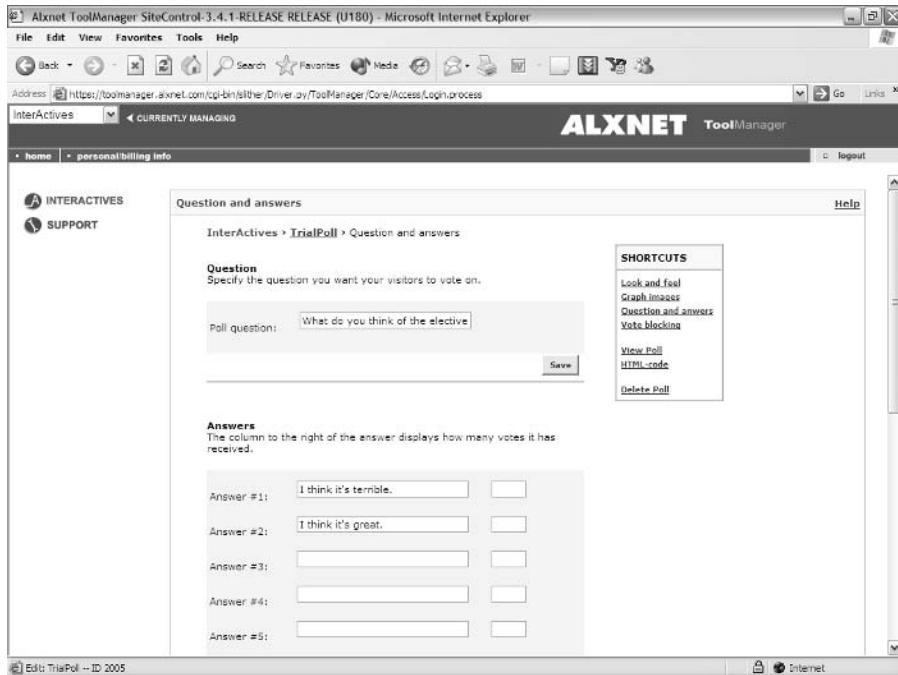 Alxnet ToolManager SiteControl-3.4.1-RELEASE RELEASE (U180) - Microsoft Internet Explorer
File Edit View Favorites Tools Help
Back Search Favorites Media
Address https://toolmanager.alxnet.com/cgi-bin/slither/Driver.py/ToolManager/Core/Access/Login.process Go Links
InterActives CURRENTLY MANAGING ALXNET ToolManager
home personal/billing info logout
INTERACTIVES
SUPPORT
Question and answers Help
InterActives > TrialPoll > Question and answers
Question
Specify the question you want your visitors to vote on.
Poll question: What do you think of the elective
Save
SHORTCUTS
Look and feel
Graph images
Question and anwers
Vote blocking
View Poll
HTML-code
Delete Poll
Answers
The column to the right of the answer displays how many votes it has
received.
Answer #1: I think it's terrible.
Answer #2: I think it's great.
Answer #3:
Answer #4:
Answer #5:
Edit: TrialPoll -- ID 2005 Internet